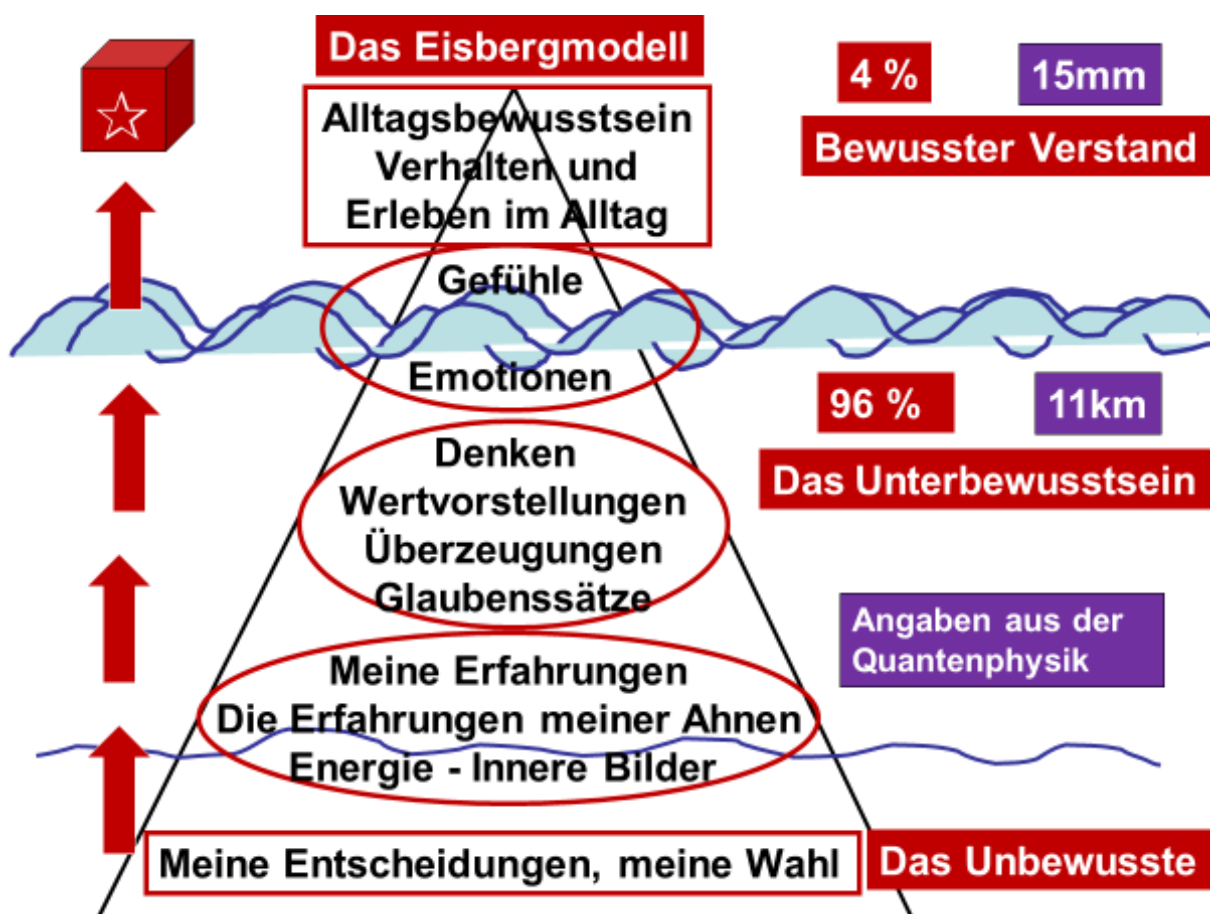 Das Eisbergmodell
4 %
15mm
Alltagsbewusstsein
Verhalten und
Erleben im Alltag
Bewusster Verstand
Gefühle
Emotionen
96 %
11km
Denken
Wertvorstellungen
Überzeugungen
Glaubenssätze
Das Unterbewusstsein
Angaben aus der
Quantenphysik
Meine Erfahrungen
Die Erfahrungen meiner Ahnen
Energie - Innere Bilder
Meine Entscheidungen, meine Wahl
Das Unbewusste